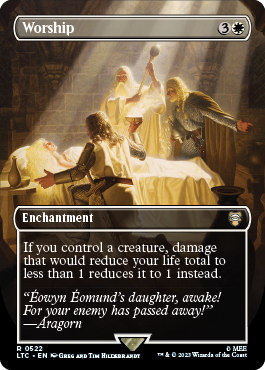 Worship 3
Enchantment
If you control a creature, damage
that would reduce your life total to
less than 1 reduces it to 1 instead.
“Éowyn Éomund’s daughter, awake!
For your enemy has passed away!”
—Aragorn
R 0522 © MEE
LTC • EN Greg and Tim Hildebrandt ™ & © 2023 Wizards of the Coast